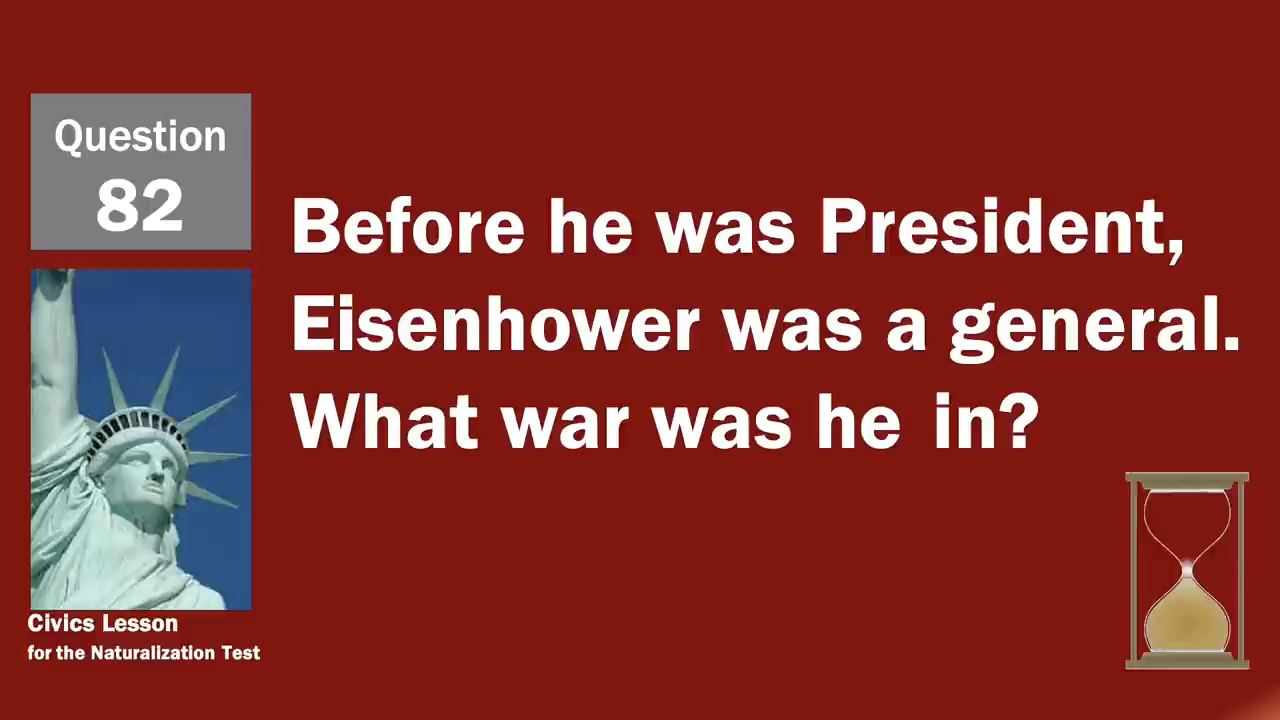 Question
82
Before he was President,
Eisenhower was a general.
What war was he in?
Civics Lesson
for the Naturalization Test